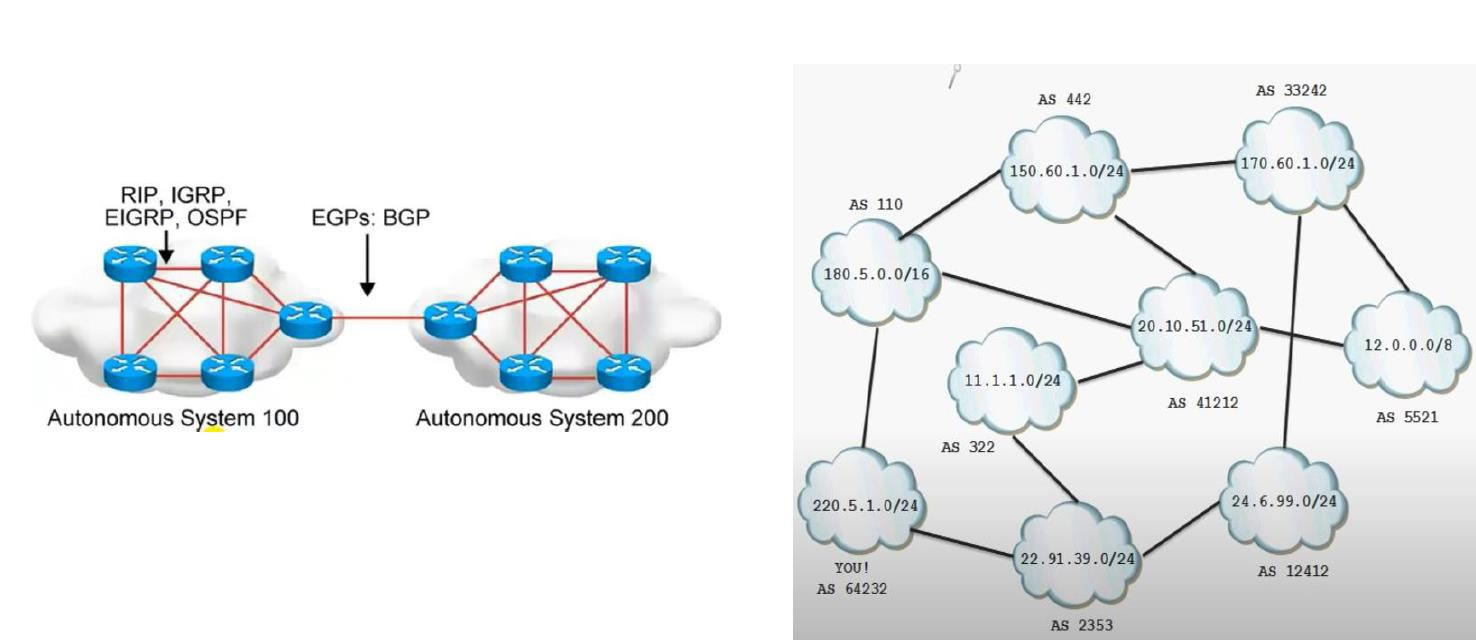 RIP, IGRP,
EIGRP, OSPF
EGPs: BGP
Autonomous System 100
Autonomous System 200
AS 33242
AS 442
170.60.1.0/24
150.60.1.0/24
AS 110
180.5.0.0/16
20.10.51.0/24
12.0.0.0/8
11.1.1.0/24
AS 41212
AS 5521
AS 322
220.5.1.0/24
24.6.99.0/24
22.91.39.0/24
YOU!
AS 64232
AS 12412
AS 2353